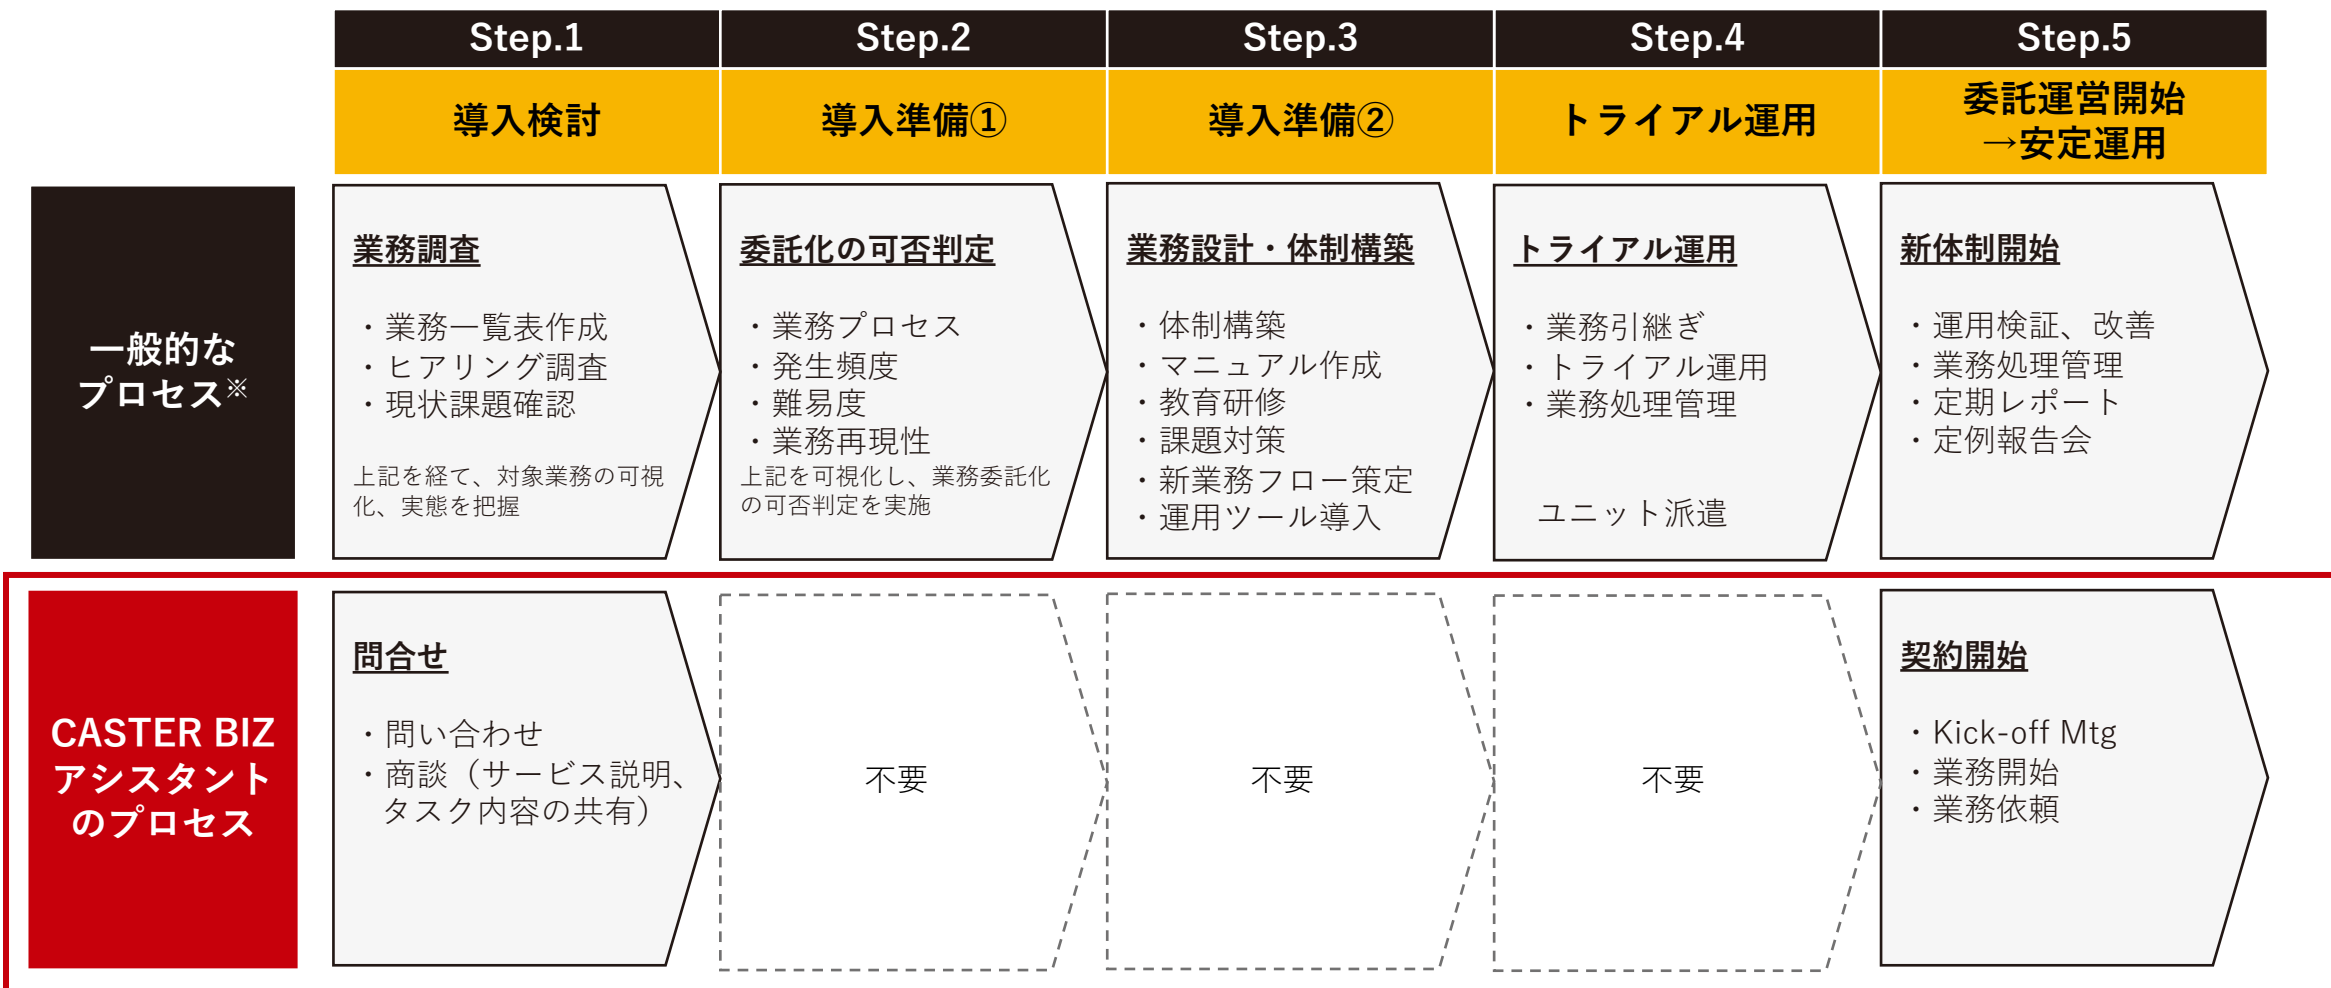 Step.1
Step.2
Step.3
Step.4
Step.5
導入検討
導入準備①
導入準備②
トライアル運用
委託運営開始
→安定運用
一般的な
プロセス※
業務調査
・業務一覧表作成
・ヒアリング調査
・現状課題確認
上記を経て、対象業務の可視
化、実態を把握
委託化の可否判定
・業務プロセス
・発生頻度
・難易度
・業務再現性
上記を可視化し、業務委託化
の可否判定を実施
業務設計・体制構築
・体制構築
・マニュアル作成
・教育研修
・課題対策
・新業務フロー策定
・運用ツール導入
トライアル運用
・業務引継ぎ
・トライアル運用
・業務処理管理
ユニット派遣
新体制開始
・運用検証、改善
・業務処理管理
・定期レポート
・定例報告会
CASTER BIZ
アシスタント
のプロセス
問合せ
・問い合わせ
・商談（サービス説明、
タスク内容の共有）
不要
不要
不要
契約開始
・Kick-off Mtg
・業務開始
・業務依頼